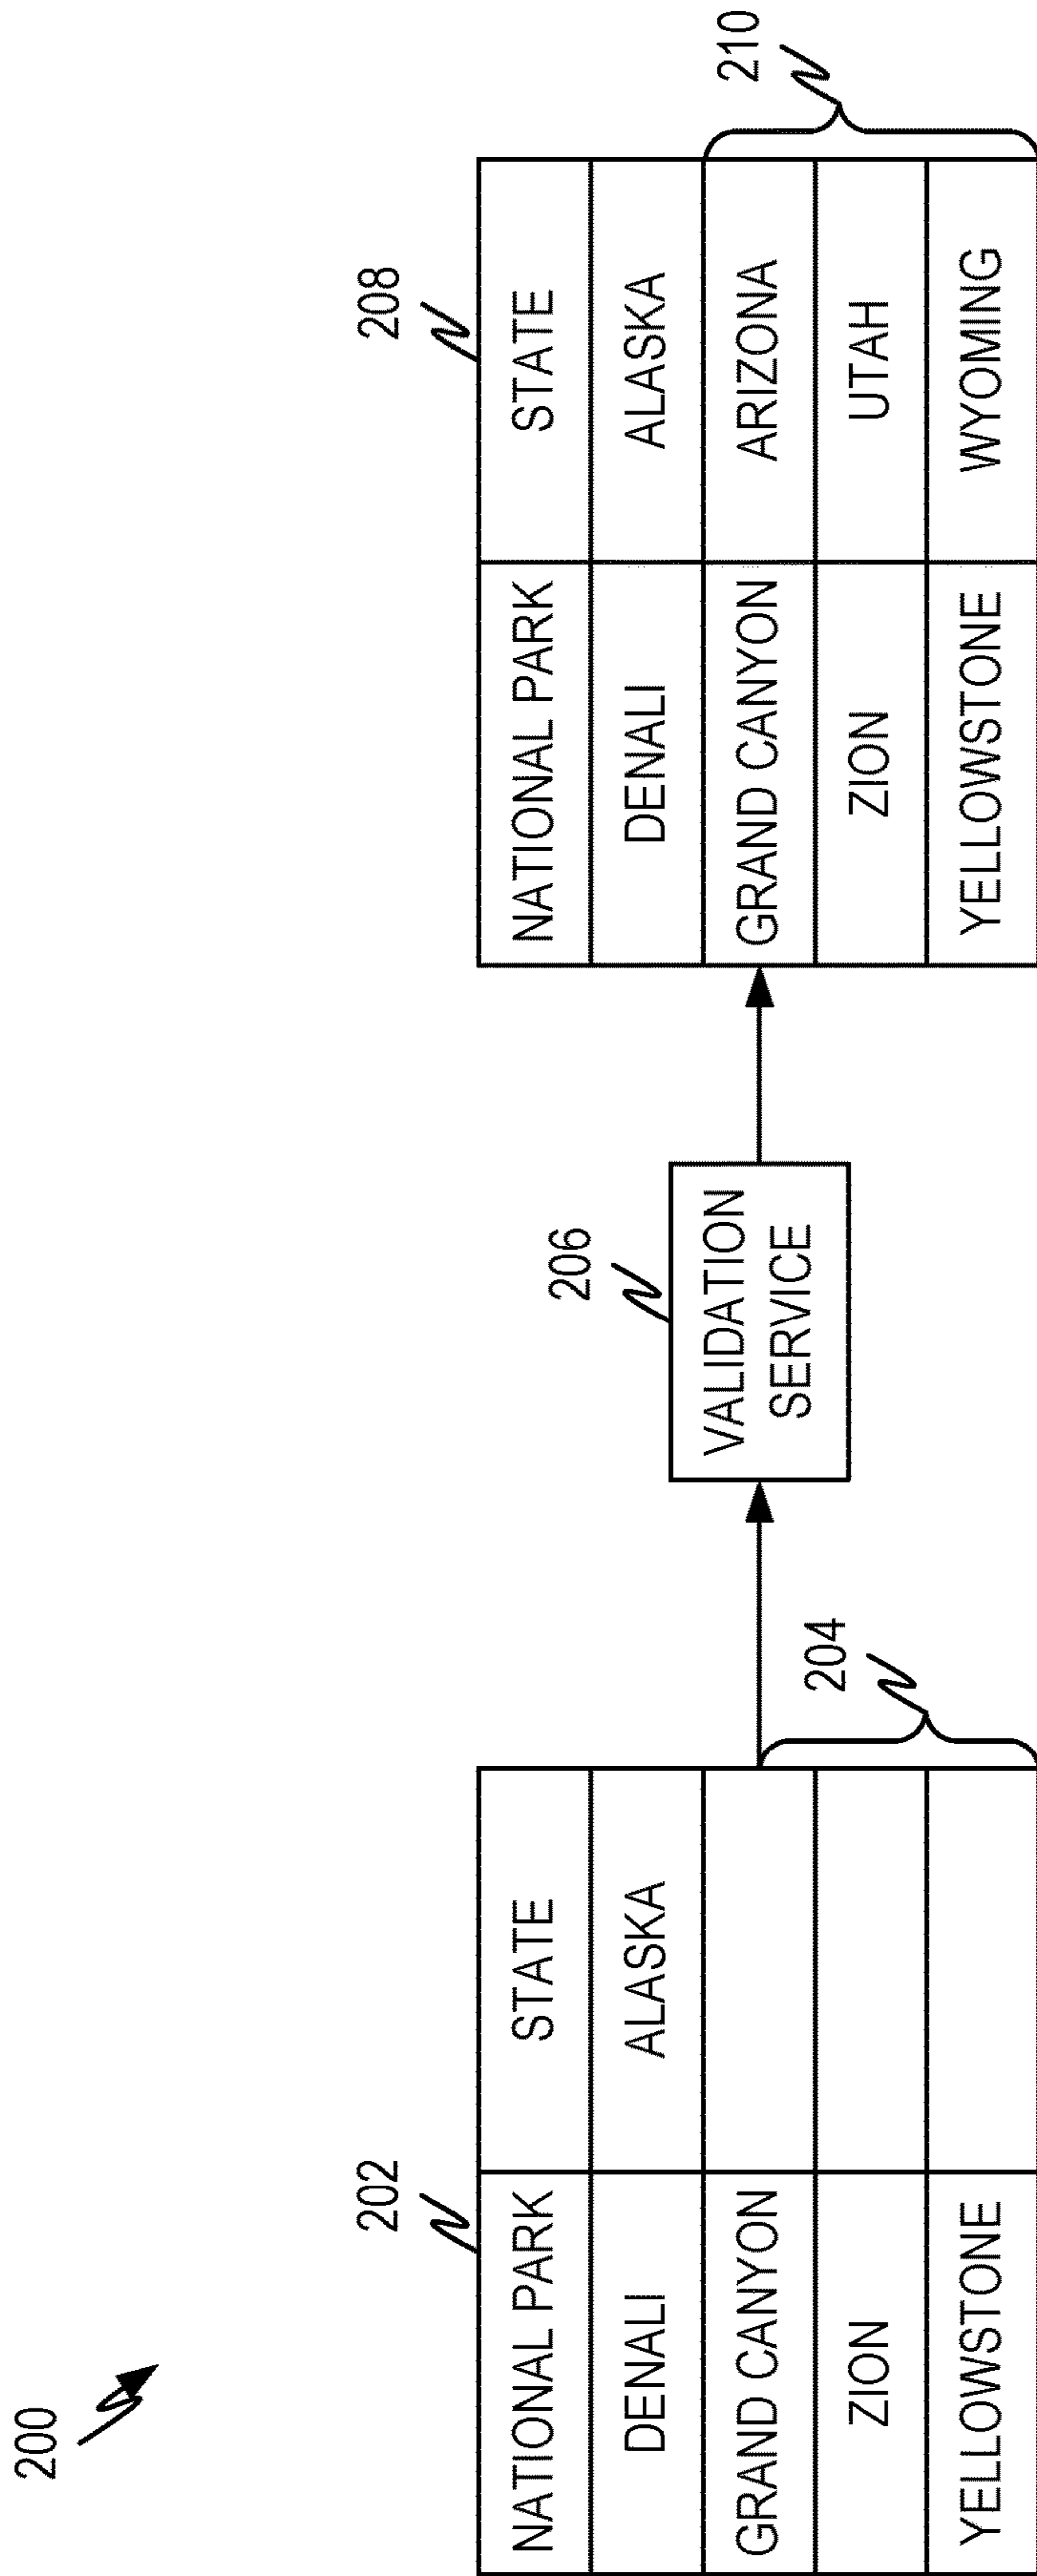 200
202
NATIONAL PARK STATE
DENALI ALASKA
GRAND CANYON
ZION
YELLOWSTONE
204
206
VALIDATION
SERVICE
208
NATIONAL PARK STATE
DENALI ALASKA
GRAND CANYON ARIZONA
ZION UTAH
YELLOWSTONE WYOMING
210